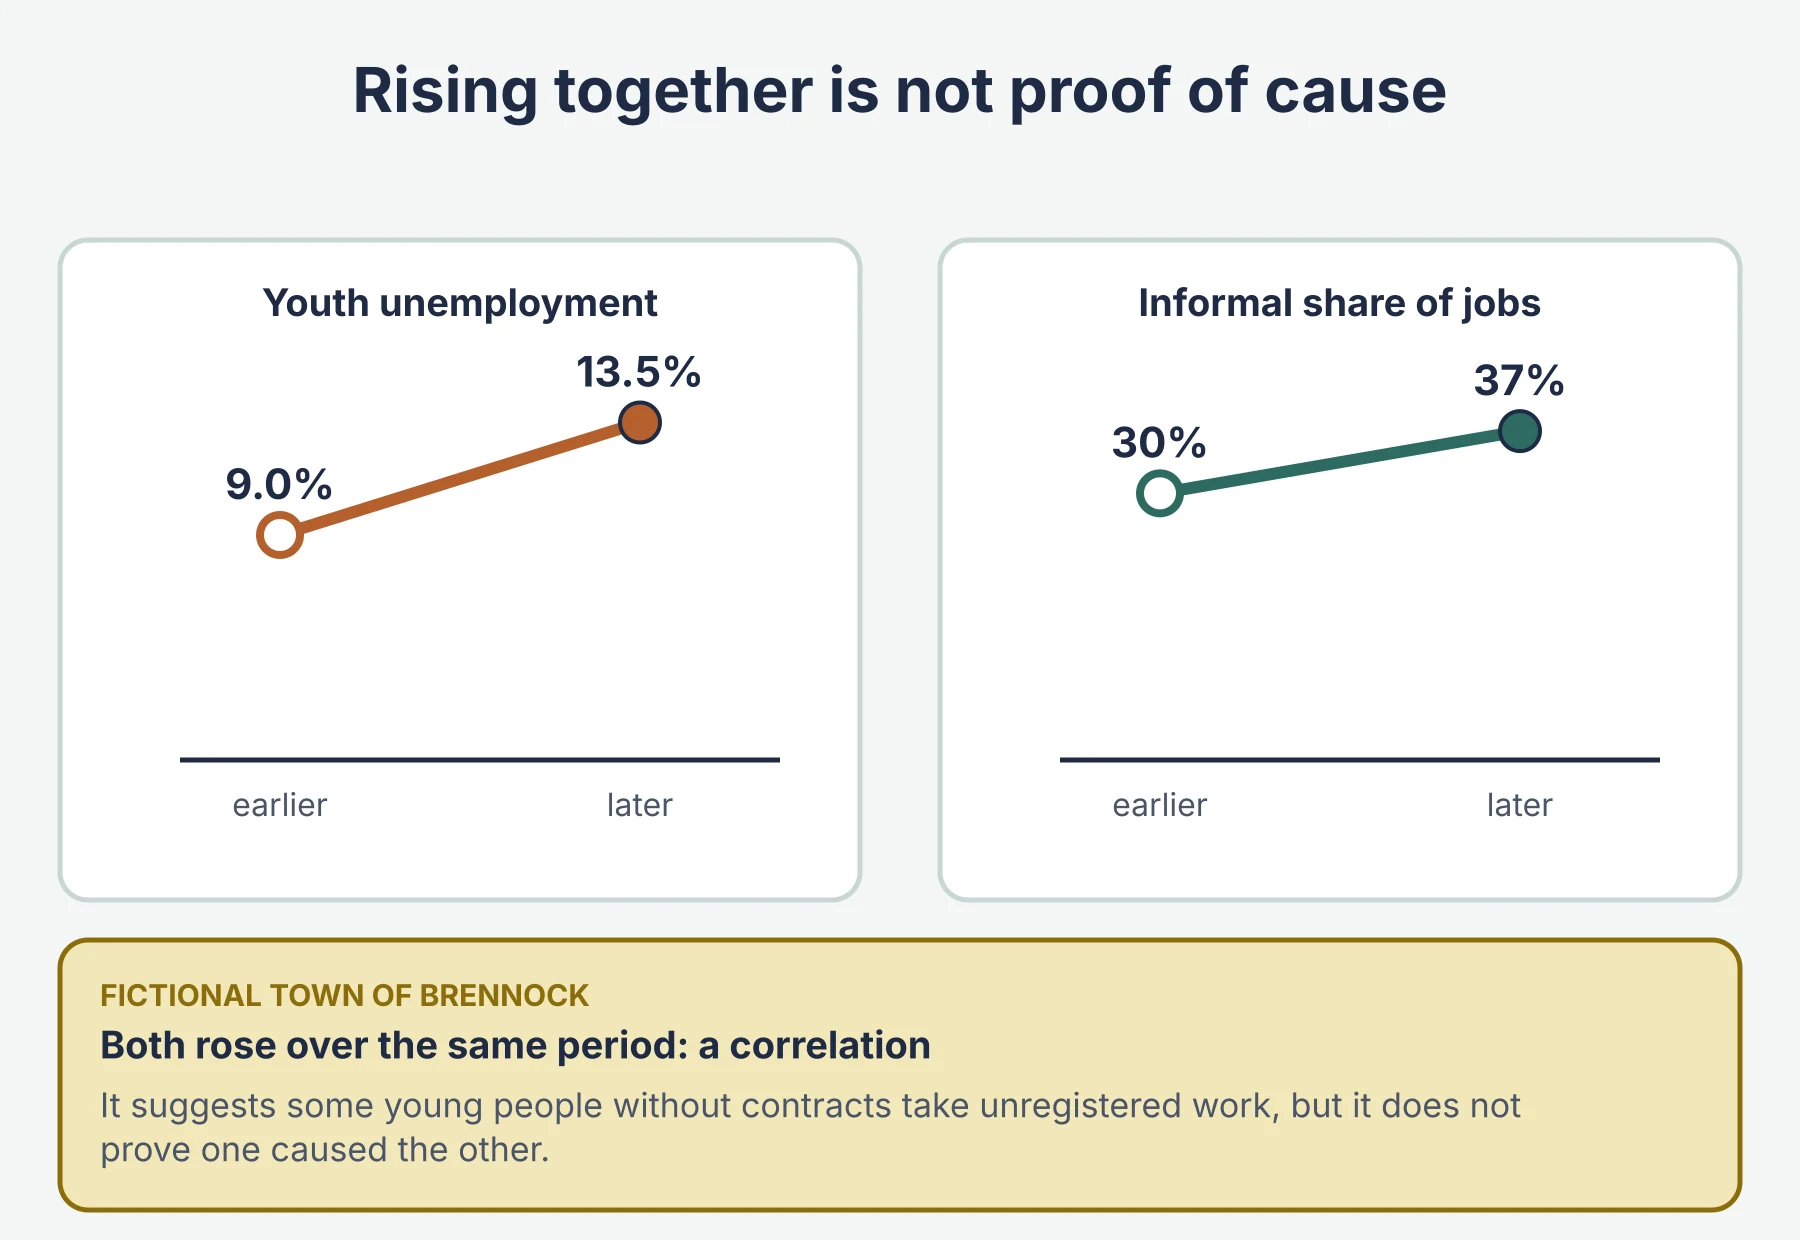 Rising together is not proof of cause
Youth unemployment
13.5%
9.0%
earlier
later
Informal share of jobs
37%
30%
earlier
later
FICTIONAL TOWN OF BRENNOCK
Both rose over the same period: a correlation
It suggests some young people without contracts take unregistered work, but it does not
prove one caused the other.